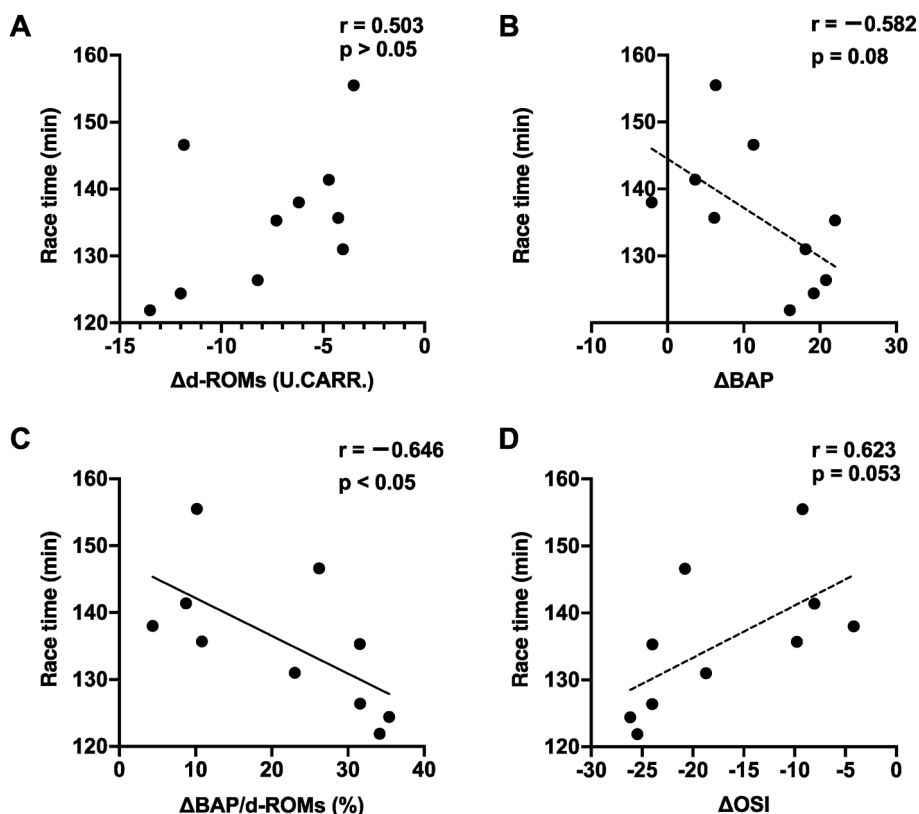 A
r = 0.503
p > 0.05
Race time (min)
160
150
140
130
120
-15
-10
-5
0
Δd-ROMs (U.CARR.)
B
r = −0.582
p = 0.08
Race time (min)
160
150
140
130
-10
0
10
20
30
ΔBAP
C
r = −0.646
p < 0.05
Race time (min)
160
150
140
130
120
0
10
20
30
40
ΔBAP/d-ROMs (%)
D
r = 0.623
p = 0.053
Race time (min)
160
150
140
130
120
-30
-25
-20
-15
-10
-5
0
ΔOSI